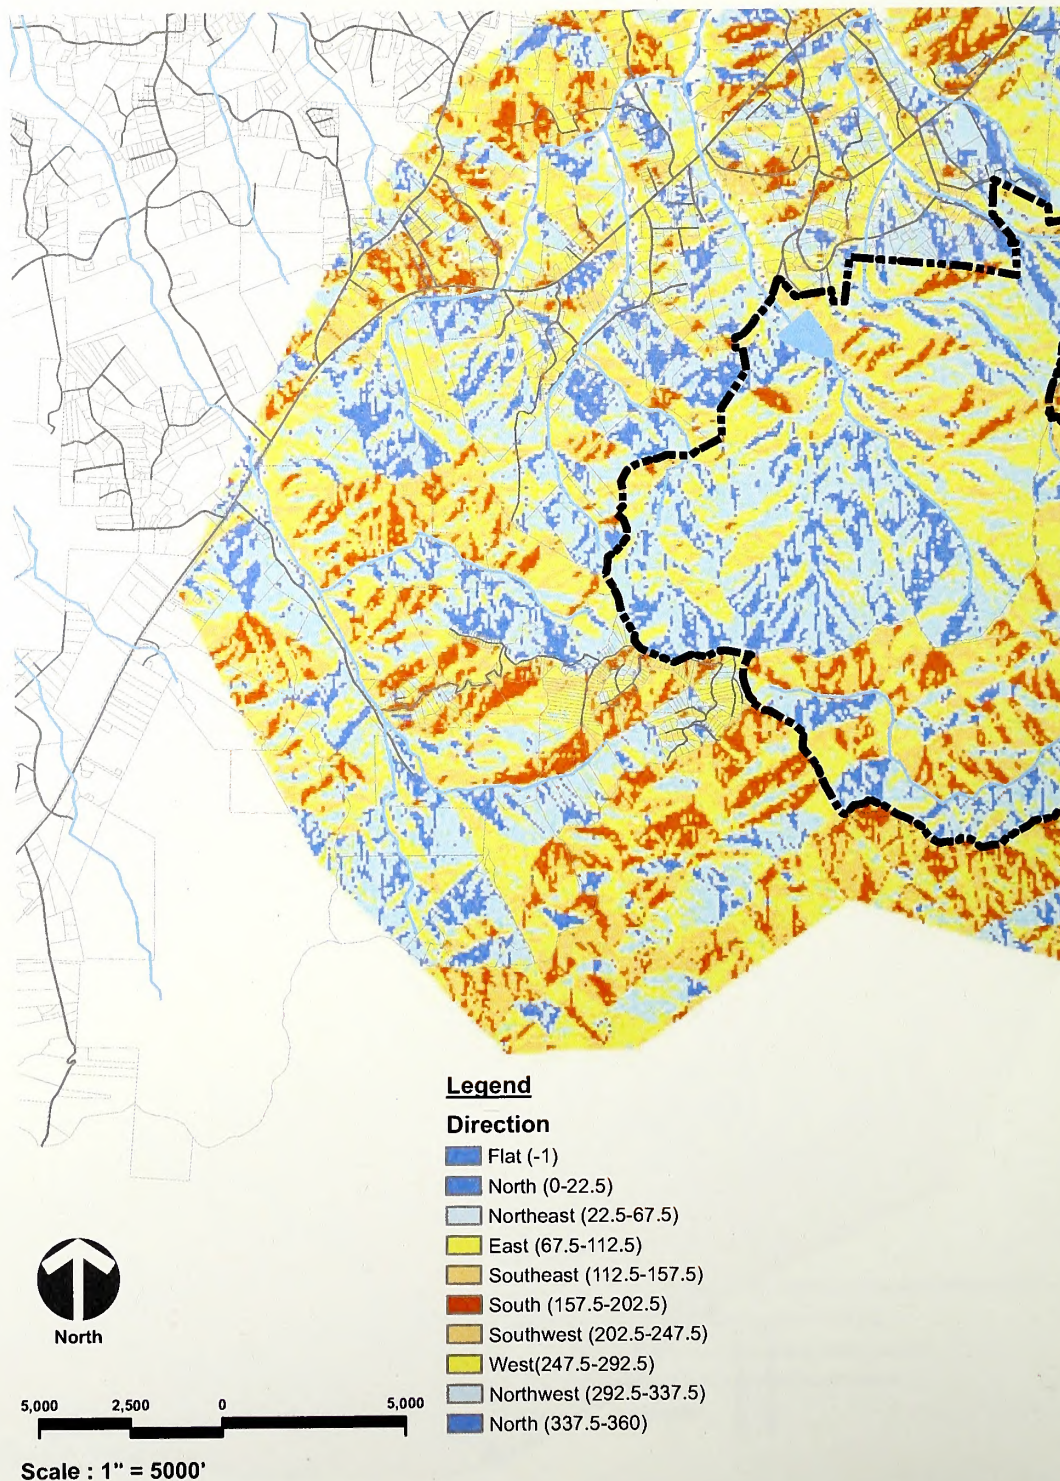 Legend
Direction
Flat (-1)
North (0-22.5)
Northeast (22.5-67.5)
East (67.5-112.5)
Southeast (112.5-157.5)
South (157.5-202.5)
Southwest (202.5-247.5)
West(247.5-292.5)
Northwest (292.5-337.5)
North (337.5-360)
North
5,000 2,500 0 5,000
Scale : 1" = 5000'